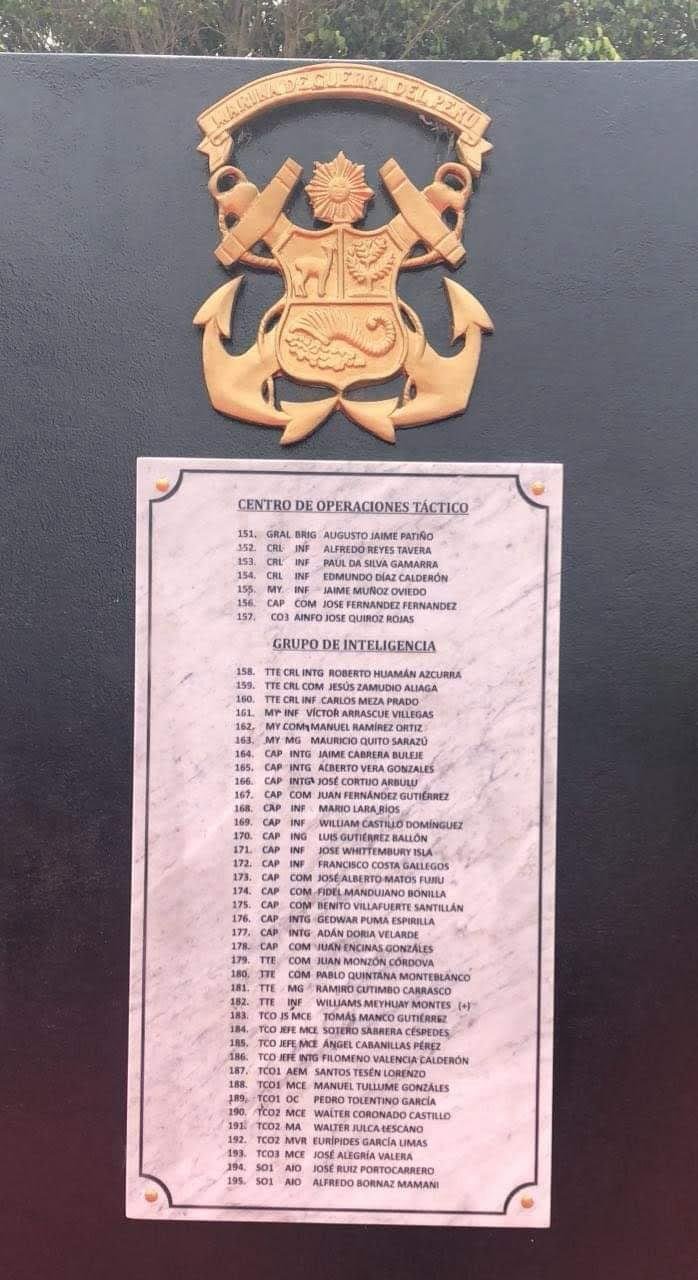 MARINA DE GUERRA DEL PERU
CENTRO DE OPERACIONES TÁCTICO
151. GRAL BRIG AUGUSTO JAIME PATIÑO
152. CRL INF ALFREDO REYES TAVERA
153. CRL INF PAUL DA SILVA GAMARRA
154. CRL INF EDMUNDO DÍAZ CALDERÓN
155. MY INF JAIME MUÑOZ OVIEDO
156. CAP COM JOSE FERNANDEZ FERNANDEZ
157. CO3 AINFO JOSE QUIROZ ROJAS
GRUPO DE INTELIGENCIA
158. TTE CRL INTG ROBERTO HUAMÁN AZCURRA
159. TTE CRL COM JESÚS ZAMUDIO ALIAGA
160. TTE CRL INF CARLOS MEZA PRADO
161. MY INF VÍCTOR ARRASCUE VILLEGAS
162. MY COM MANUEL RAMÍREZ ORTIZ
163. MY MG MAURICIO QUITO SARAZÚ
164. CAP INTG JAIME CABRERA BULEJE
165. CAP INTG ALBERTO VERA GONZALES
166. CAP INTG JOSÉ CORTIJO ARBULU
167. CAP COM JUAN FERNÁNDEZ GUTIÉRREZ
168. CAP INF MARIO LARA RÍOS
169. CAP INF WILLIAM CASTILLO DOMÍNGUEZ
170. CAP ING LUIS GUTIÉRREZ BALLÓN
171. CAP INF JOSE WHITTEMBURY ISLA
172. CAP INF FRANCISCO COSTA GALLEGOS
173. CAP COM JOSÉ ALBERTO MATOS FUJIU
174. CAP COM FIDEL MANDUJANO BONILLA
175. CAP COM BENITO VILLAFUERTE SANTILLÁN
176. CAP INTG GEDWAR PUMA ESPIRILLA
177. CAP INTG ADÁN DORIA VELARDE
178. CAP COM JUAN ENCINAS GONZÁLES
179. TTE COM JUAN MONZÓN CÓRDOVA
180. TTE COM PABLO QUINTANA MONTEBLANCO
181. TTE MG RAMIRO CUTIMBO CARRASCO
182. TTE INF WILLIAMS MEYHUAY MONTES (+)
183. TCO JS MCE TOMÁS MANCO GUTIÉRREZ
184. TCO JEFE MCE SOTERO SABRERA CÉSPEDES
185. TCO JEFE MCE ÁNGEL CABANILLAS PÉREZ
186. TCO JEFE INTG FILOMENO VALENCIA CALDERÓN
187. TCO1 AEM SANTOS TESÉN LORENZO
188. TCO1 MCE MANUEL TULLUME GONZÁLES
189. TCO1 OC PEDRO TOLENTINO GARCÍA
190. TCO2 MCE WALTER CORONADO CASTILLO
191. TCO2 MA WALTER JULCA LESCANO
192. TCO2 MVR EURÍPIDES GARCÍA LIMAS
193. TCO3 MCE JOSÉ ALEGRÍA VALERA
194. SO1 AIO JOSÉ RUIZ PORTOCARRERO
195. SO1 AIO ALFREDO BORNAZ MAMANI